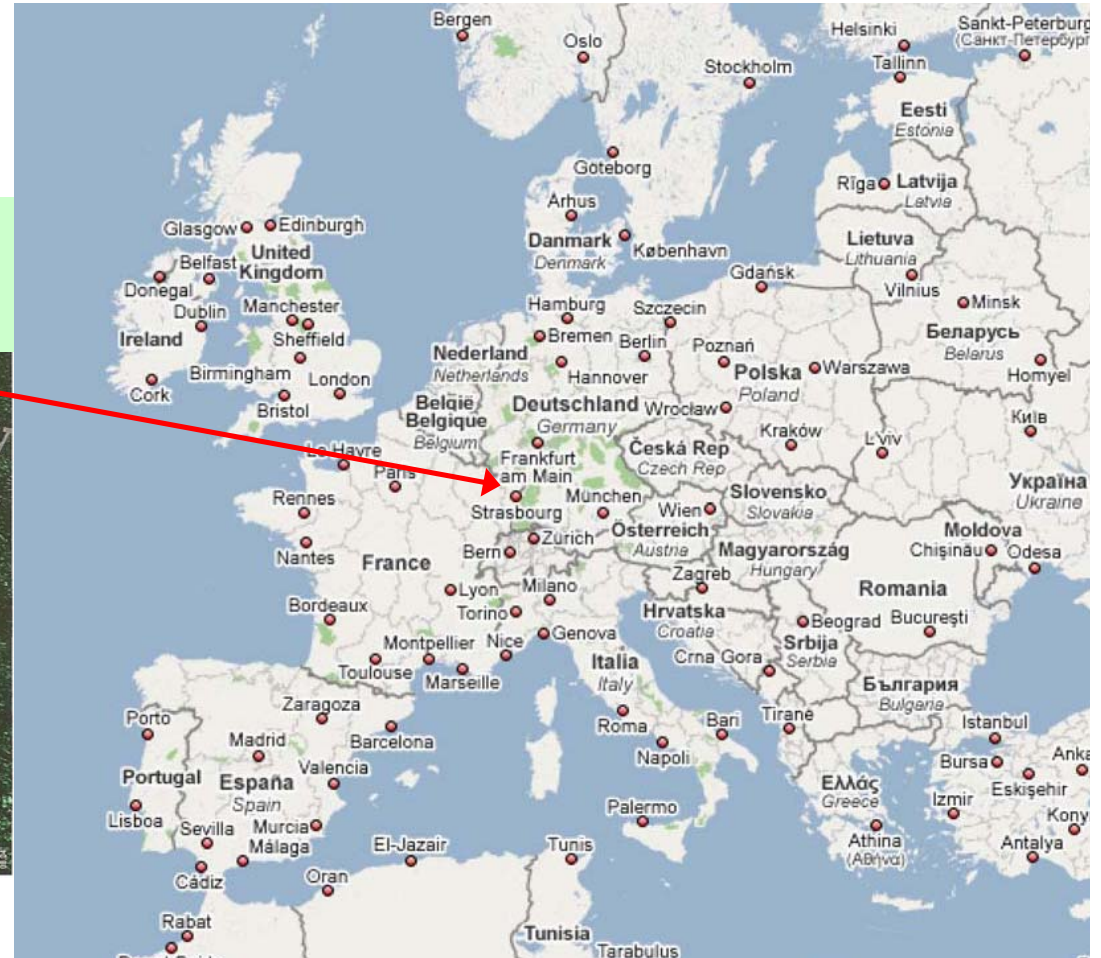 Bergen
Oslo
Helsinki
Sankt-Peterburg
(Санкт-Петербург
Stockholm
Tallinn
Eesti
Estonia
Göteborg
Rīga
Latvija
Latvia
Århus
Glasgow
Edinburgh
Danmark
Denmark
København
Lietuva
Lithuania
Belfast
United
Kingdom
Donegal
Gdańsk
Vilnius
Minsk
Dublin
Manchester
Hamburg
Szczecin
Беларусь
Belarus
Ireland
Sheffield
Bremen
Berlin
Poznań
Nederland
Netherlands
Hannover
Polska
Poland
Warszawa
Homyel
Birmingham
London
Cork
Bristol
België
Belgique
Belgium
Deutschland
Germany
Wrocław
Київ
Kraków
L'viv
Le Havre
Paris
Frankfurt
am Main
Česká Rep
Czech Rep
Україна
Ukraine
Rennes
Strasbourg
München
Wien
Slovensko
Slovakia
Nantes
France
Bern
Zürich
Österreich
Austria
Magyarország
Hungary
Moldova
Chişinău
Odesa
Lyon
Milano
Zagreb
Romania
Bordeaux
Torino
Hrvatska
Croatia
Beograd
Bucureşti
Montpellier
Nice
Genova
Srbija
Serbia
Toulouse
Marseille
Italia
Italy
Crna Gora
България
Bulgaria
Zaragoza
Porto
Roma
Bari
Tiranë
Istanbul
Madrid
Barcelona
Napoli
Bursa
Anka
Portugal
España
Spain
Valencia
Ελλάς
Greece
Eskişehir
Lisboa
Palermo
Izmir
Kony
Sevilla
Murcia
Málaga
El-Jazair
Tunis
Athina
(Αθήνα)
Antalya
Cádiz
Oran
Rabat
Tunisia
Tarabulus